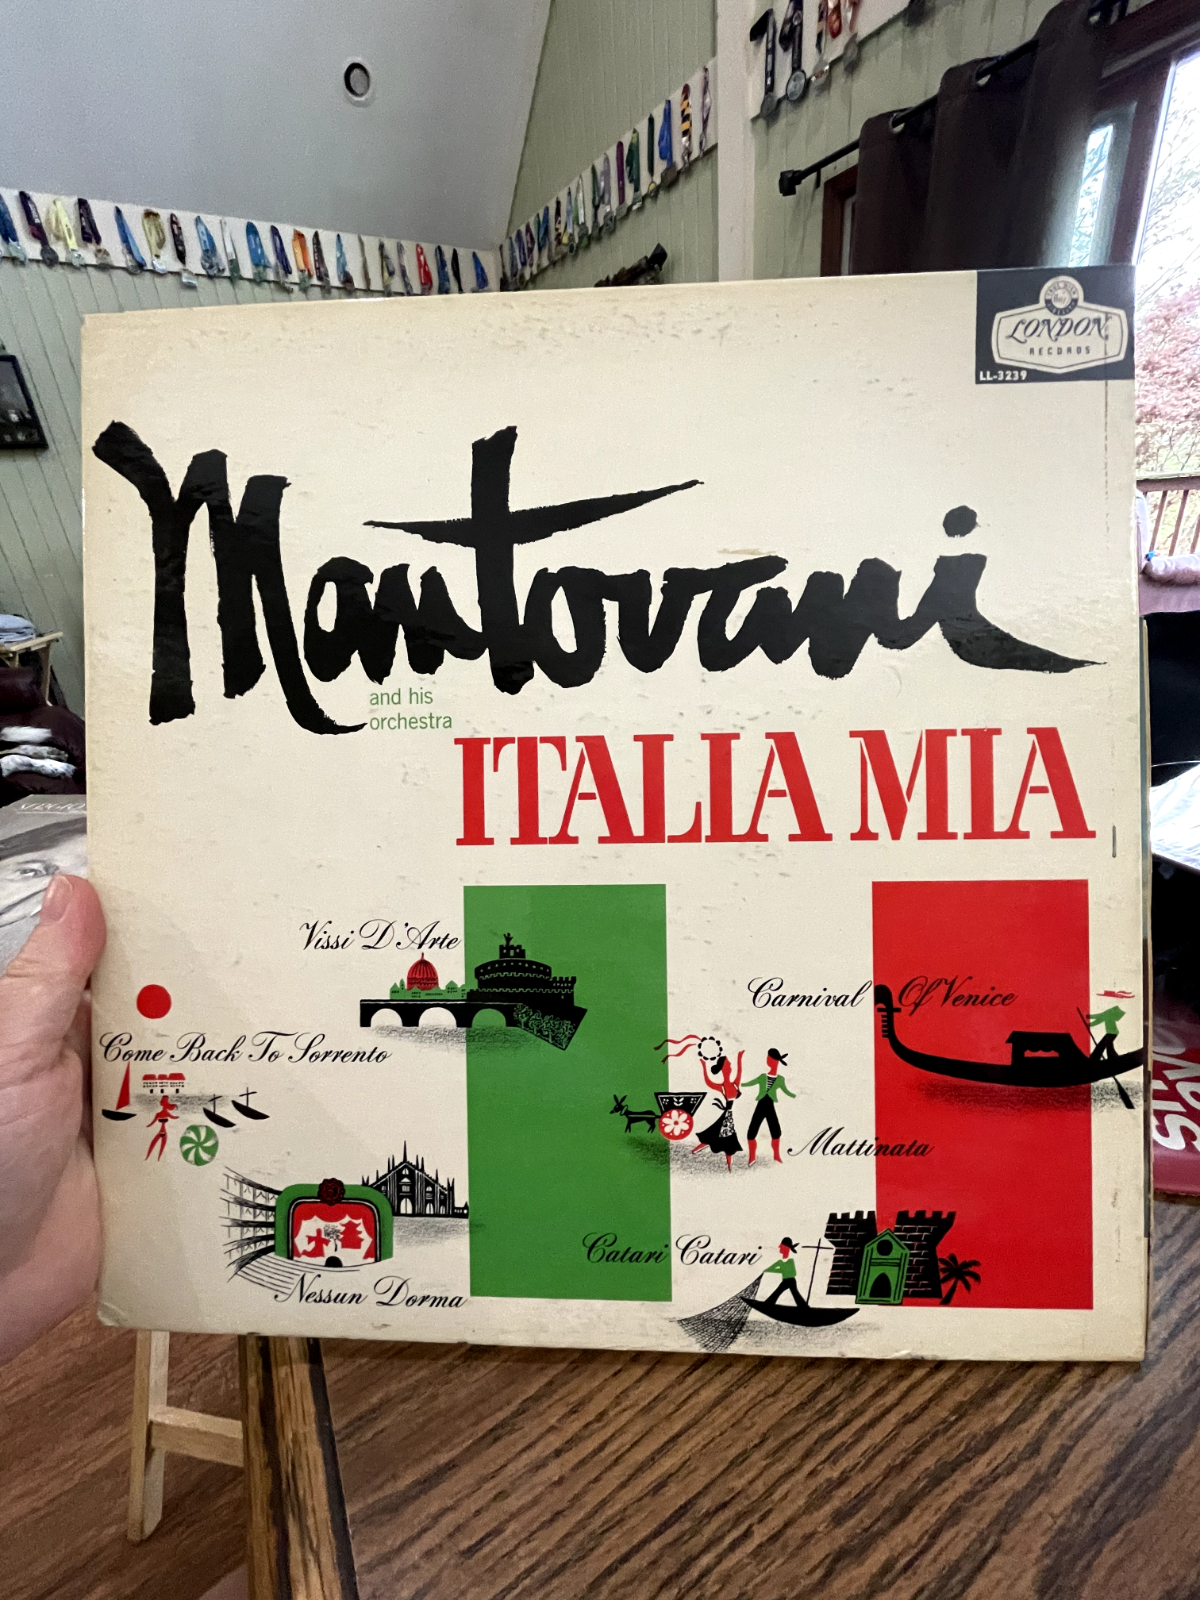 LONDON
RECORDS
LL-3239
Mantovani
and his
orchestra
ITALIA MIA
Vissi D'Arte
Carnival Of Venice
Come Back To Sorrento
Mattinata
Catari Catari
Nessun Dorma